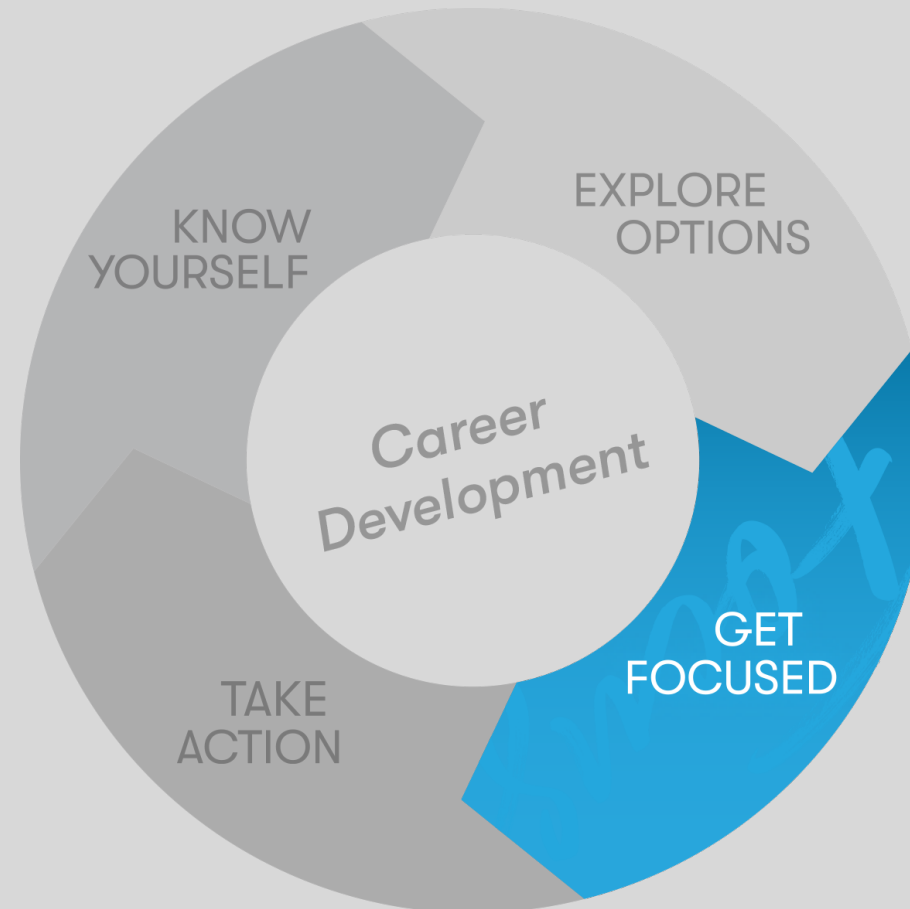 KNOW
YOURSELF
EXPLORE
OPTIONS
Career
Development
GET
FOCUSED
TAKE
ACTION